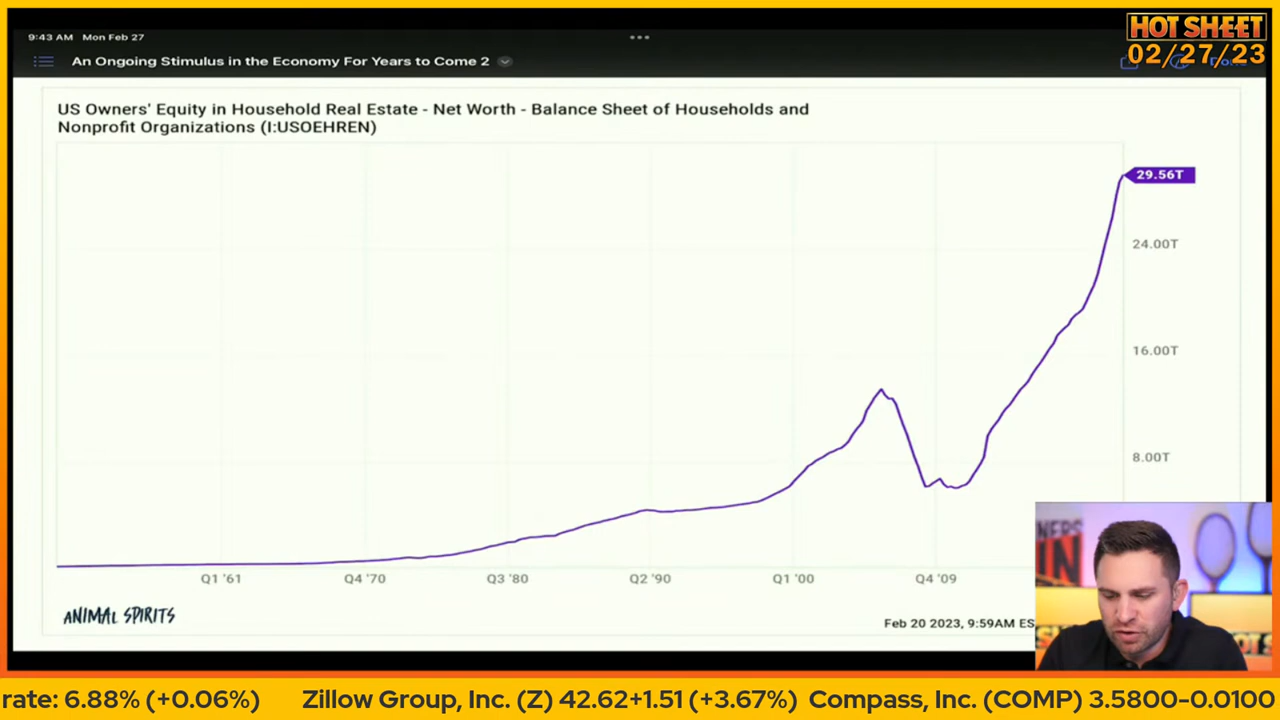 9:43 AM Mon Feb 27
HOT SHEET
02/27/23
An Ongoing Stimulus in the Economy For Years to Come 2
US Owners' Equity in Household Real Estate - Net Worth - Balance Sheet of Households and
Nonprofit Organizations (I:USOEHREN)
29.56T
24.00T
16.00T
8.00T
Q1 '61
Q4 '70
Q3 '80
Q2 '90
Q1 '00
Q4 '09
ANIMAL SPIRITS
Feb 20 2023, 9:59AM ES
rate: 6.88% (+0.06%) Zillow Group, Inc. (Z) 42.62+1.51 (+3.67%) Compass, Inc. (COMP) 3.5800-0.0100